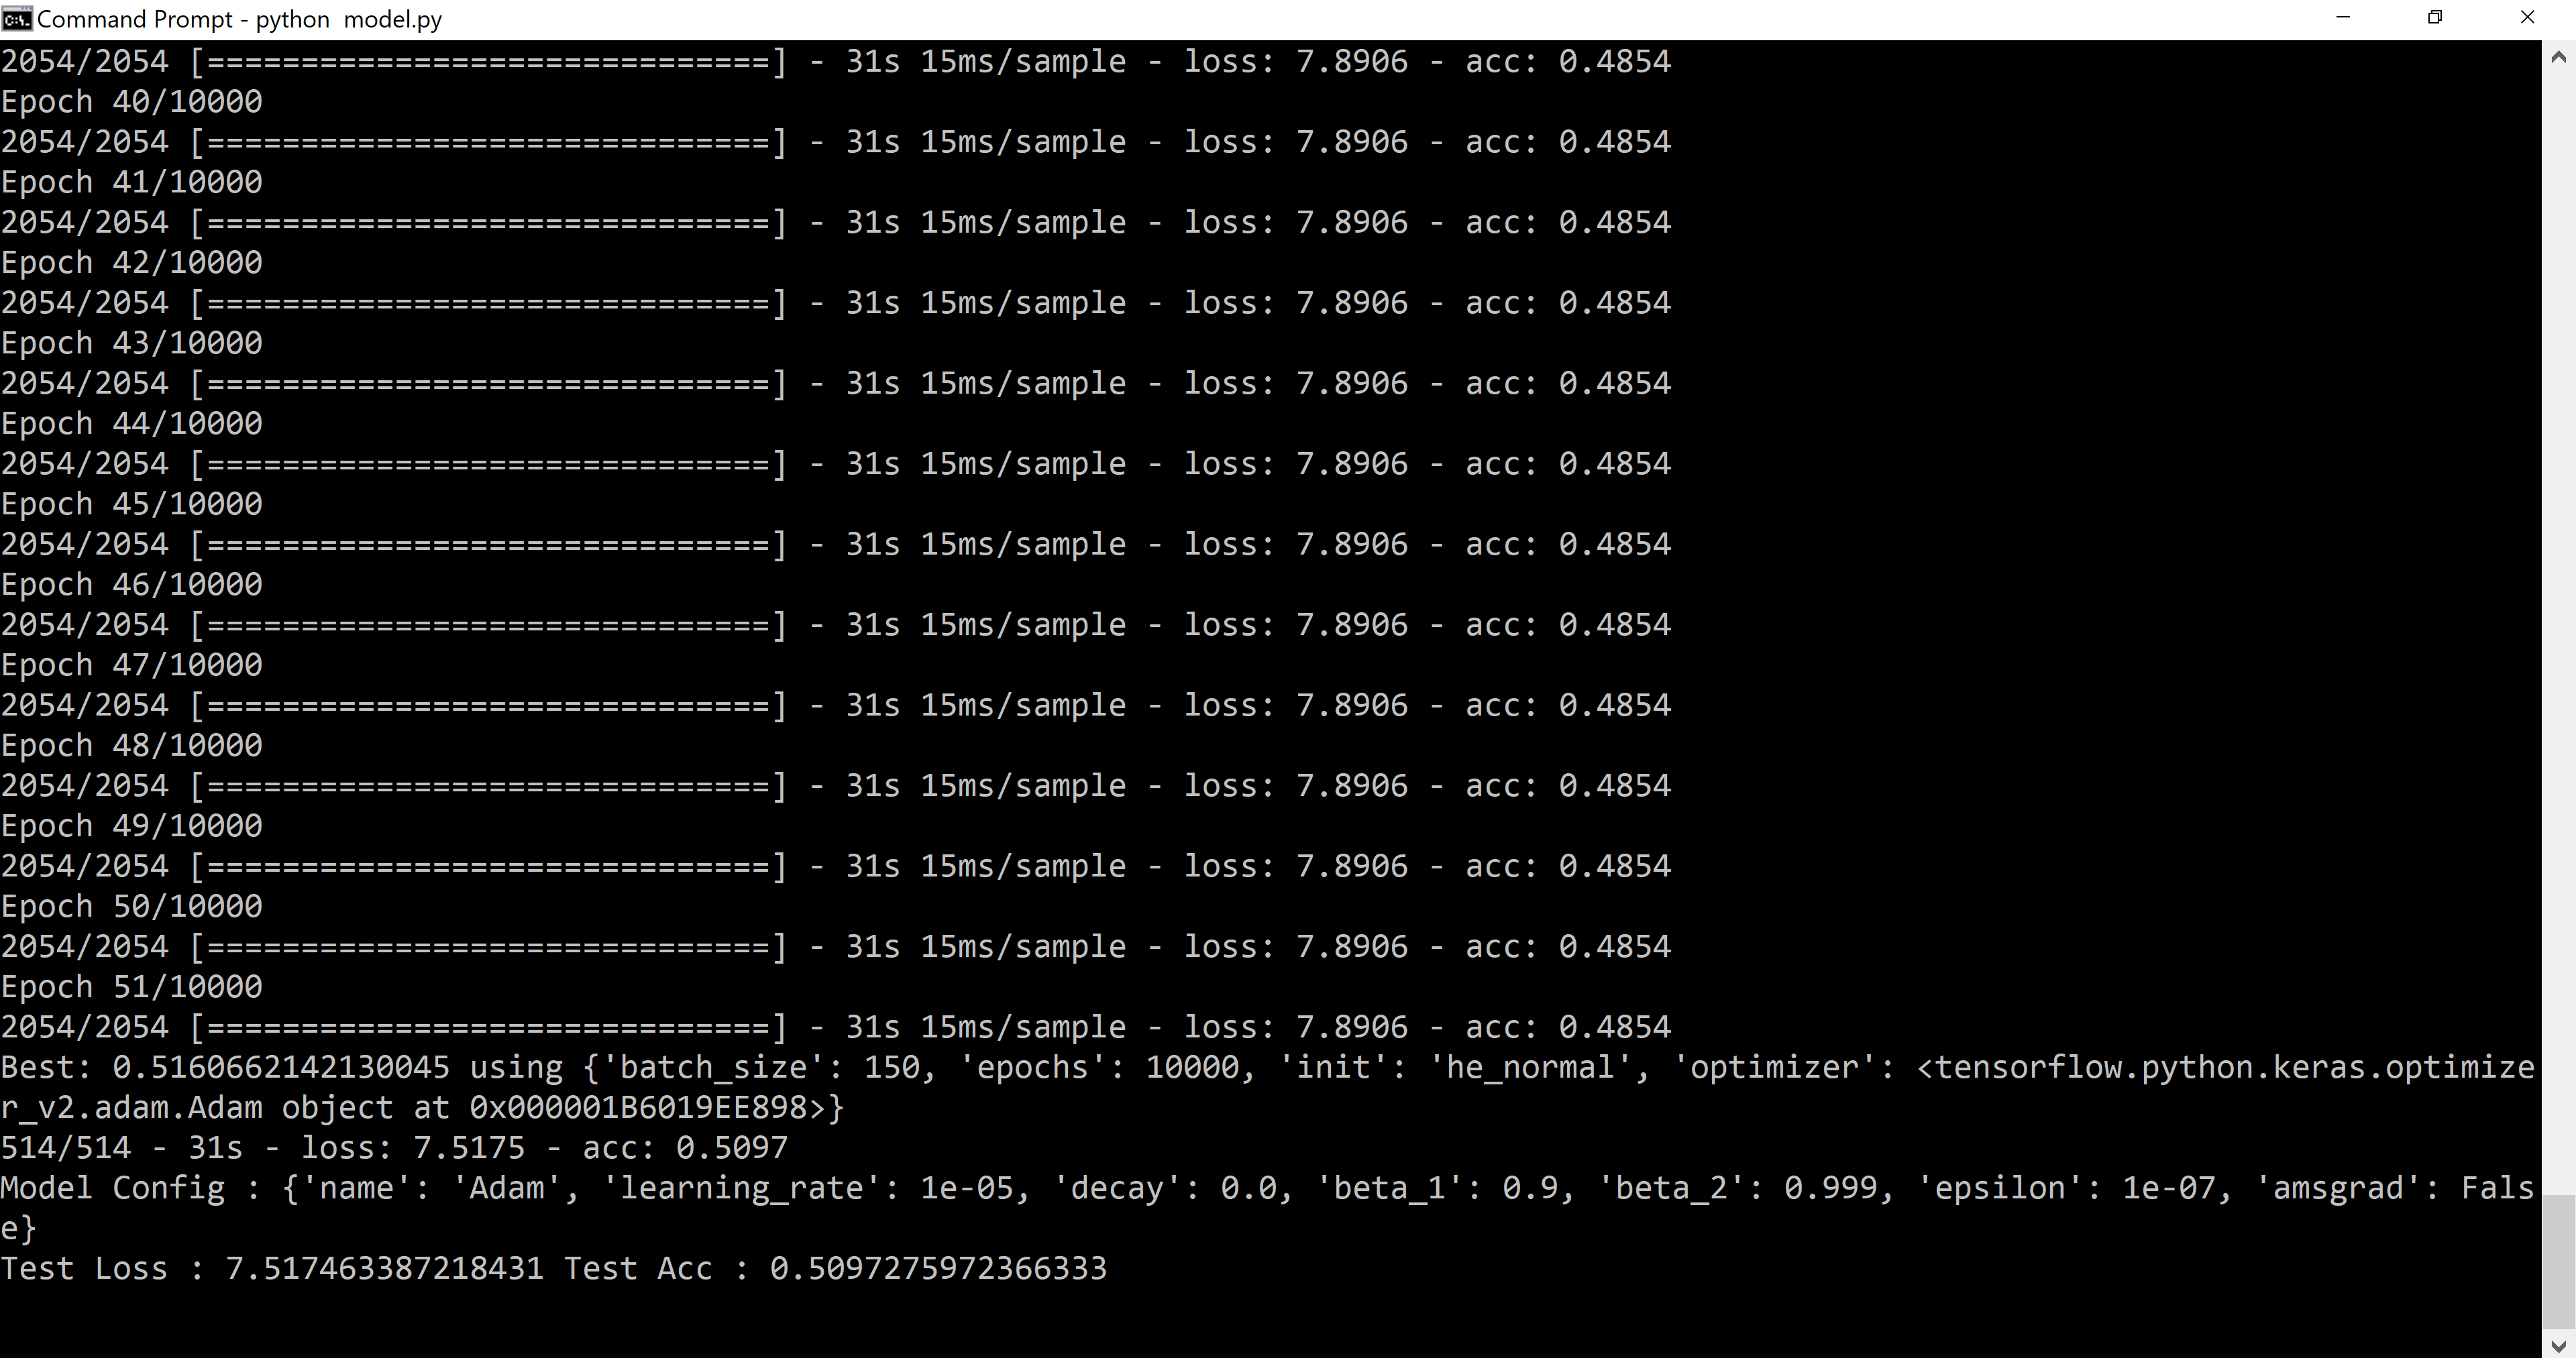 Command Prompt - python  model.py
2054/2054 [==============================] - 31s 15ms/sample - loss: 7.8906 - acc: 0.4854
Epoch 40/10000
2054/2054 [==============================] - 31s 15ms/sample - loss: 7.8906 - acc: 0.4854
Epoch 41/10000
2054/2054 [==============================] - 31s 15ms/sample - loss: 7.8906 - acc: 0.4854
Epoch 42/10000
2054/2054 [==============================] - 31s 15ms/sample - loss: 7.8906 - acc: 0.4854
Epoch 43/10000
2054/2054 [==============================] - 31s 15ms/sample - loss: 7.8906 - acc: 0.4854
Epoch 44/10000
2054/2054 [==============================] - 31s 15ms/sample - loss: 7.8906 - acc: 0.4854
Epoch 45/10000
2054/2054 [==============================] - 31s 15ms/sample - loss: 7.8906 - acc: 0.4854
Epoch 46/10000
2054/2054 [==============================] - 31s 15ms/sample - loss: 7.8906 - acc: 0.4854
Epoch 47/10000
2054/2054 [==============================] - 31s 15ms/sample - loss: 7.8906 - acc: 0.4854
Epoch 48/10000
2054/2054 [==============================] - 31s 15ms/sample - loss: 7.8906 - acc: 0.4854
Epoch 49/10000
2054/2054 [==============================] - 31s 15ms/sample - loss: 7.8906 - acc: 0.4854
Epoch 50/10000
2054/2054 [==============================] - 31s 15ms/sample - loss: 7.8906 - acc: 0.4854
Epoch 51/10000
2054/2054 [==============================] - 31s 15ms/sample - loss: 7.8906 - acc: 0.4854
Best: 0.5160662142130045 using {'batch_size': 150, 'epochs': 10000, 'init': 'he_normal', 'optimizer': <tensorflow.python.keras.optimize
r_v2.adam.Adam object at 0x000001B6019EE898>}
514/514 - 31s - loss: 7.5175 - acc: 0.5097
Model Config : {'name': 'Adam', 'learning_rate': 1e-05, 'decay': 0.0, 'beta_1': 0.9, 'beta_2': 0.999, 'epsilon': 1e-07, 'amsgrad': Fals
e}
Test Loss : 7.517463387218431 Test Acc : 0.5097275972366333